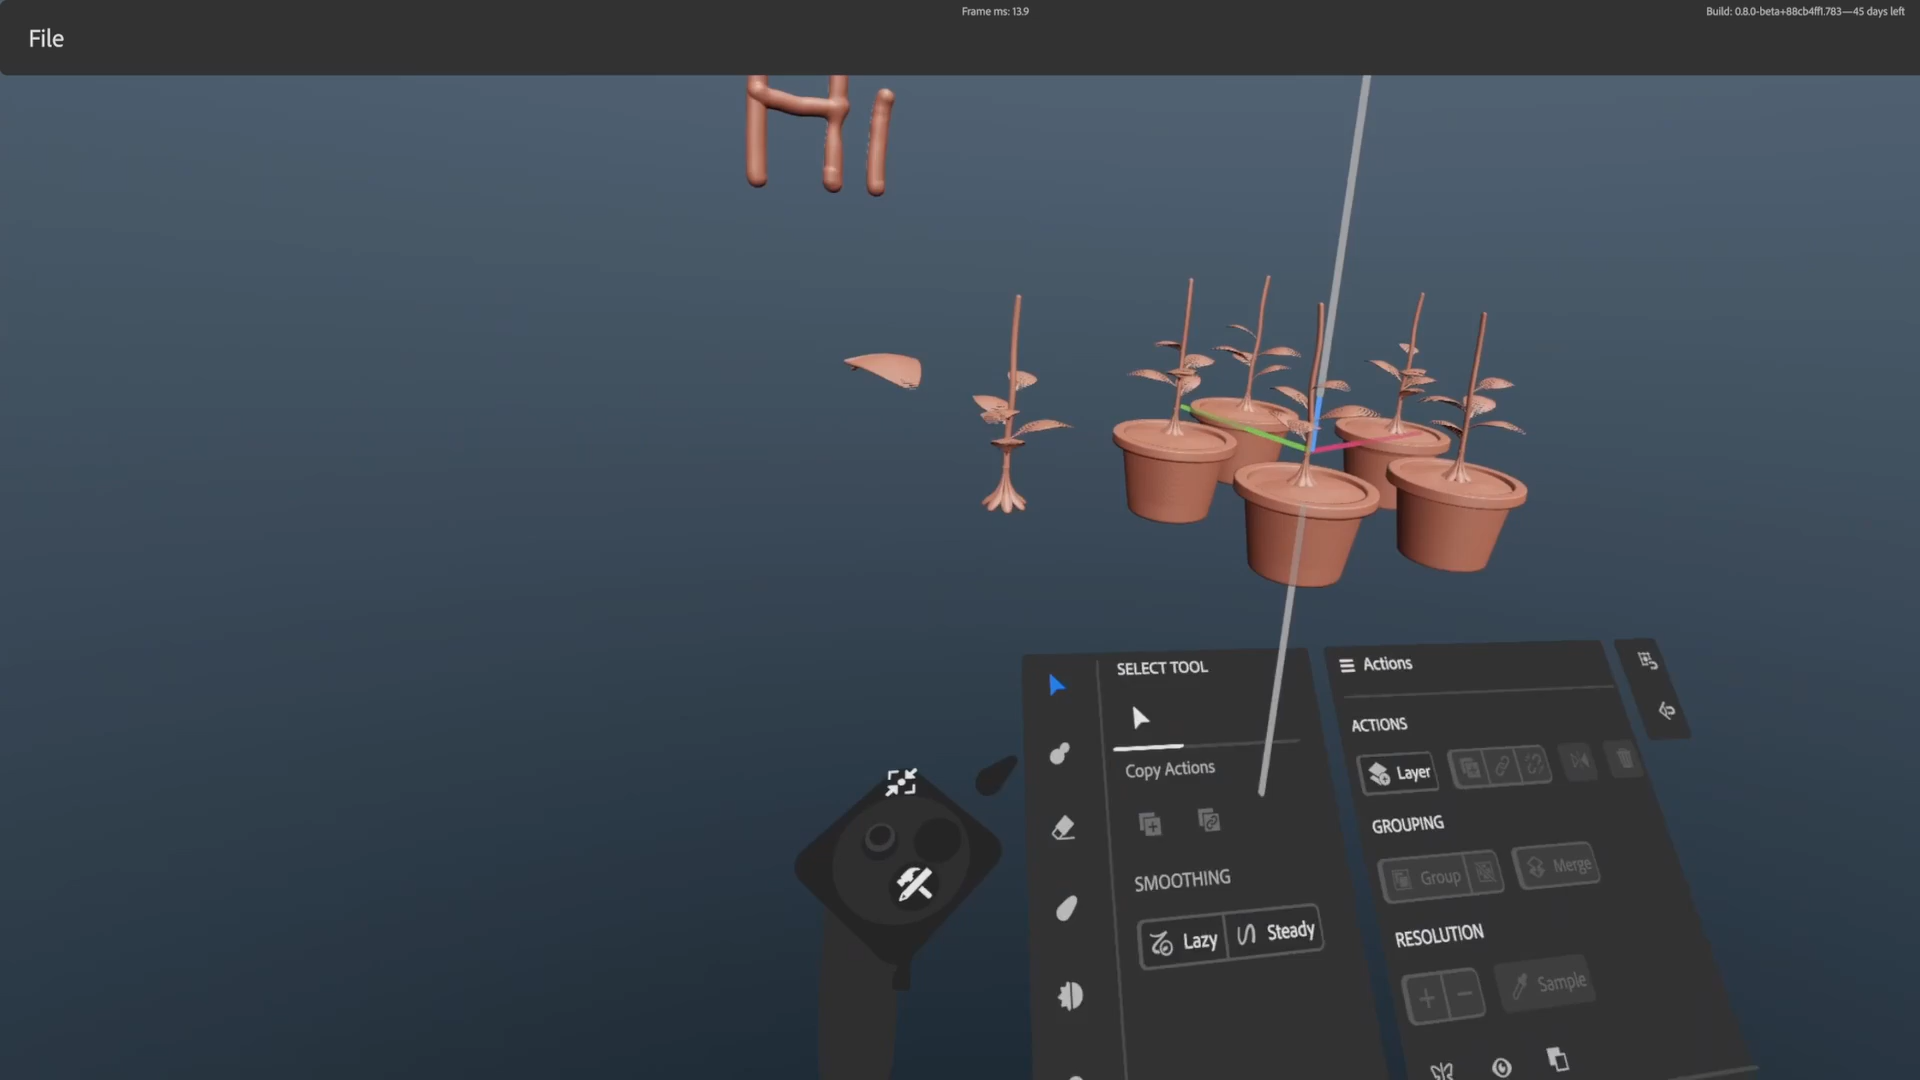 Frame ms: 13.9
Build: 0.8.0-beta+88cb4ff1.783—45 days left
File
Hi
SELECT TOOL
Copy Actions
SMOOTHING
Lazy
Steady
Actions
ACTIONS
Layer
GROUPING
Group
Merge
RESOLUTION
Sample